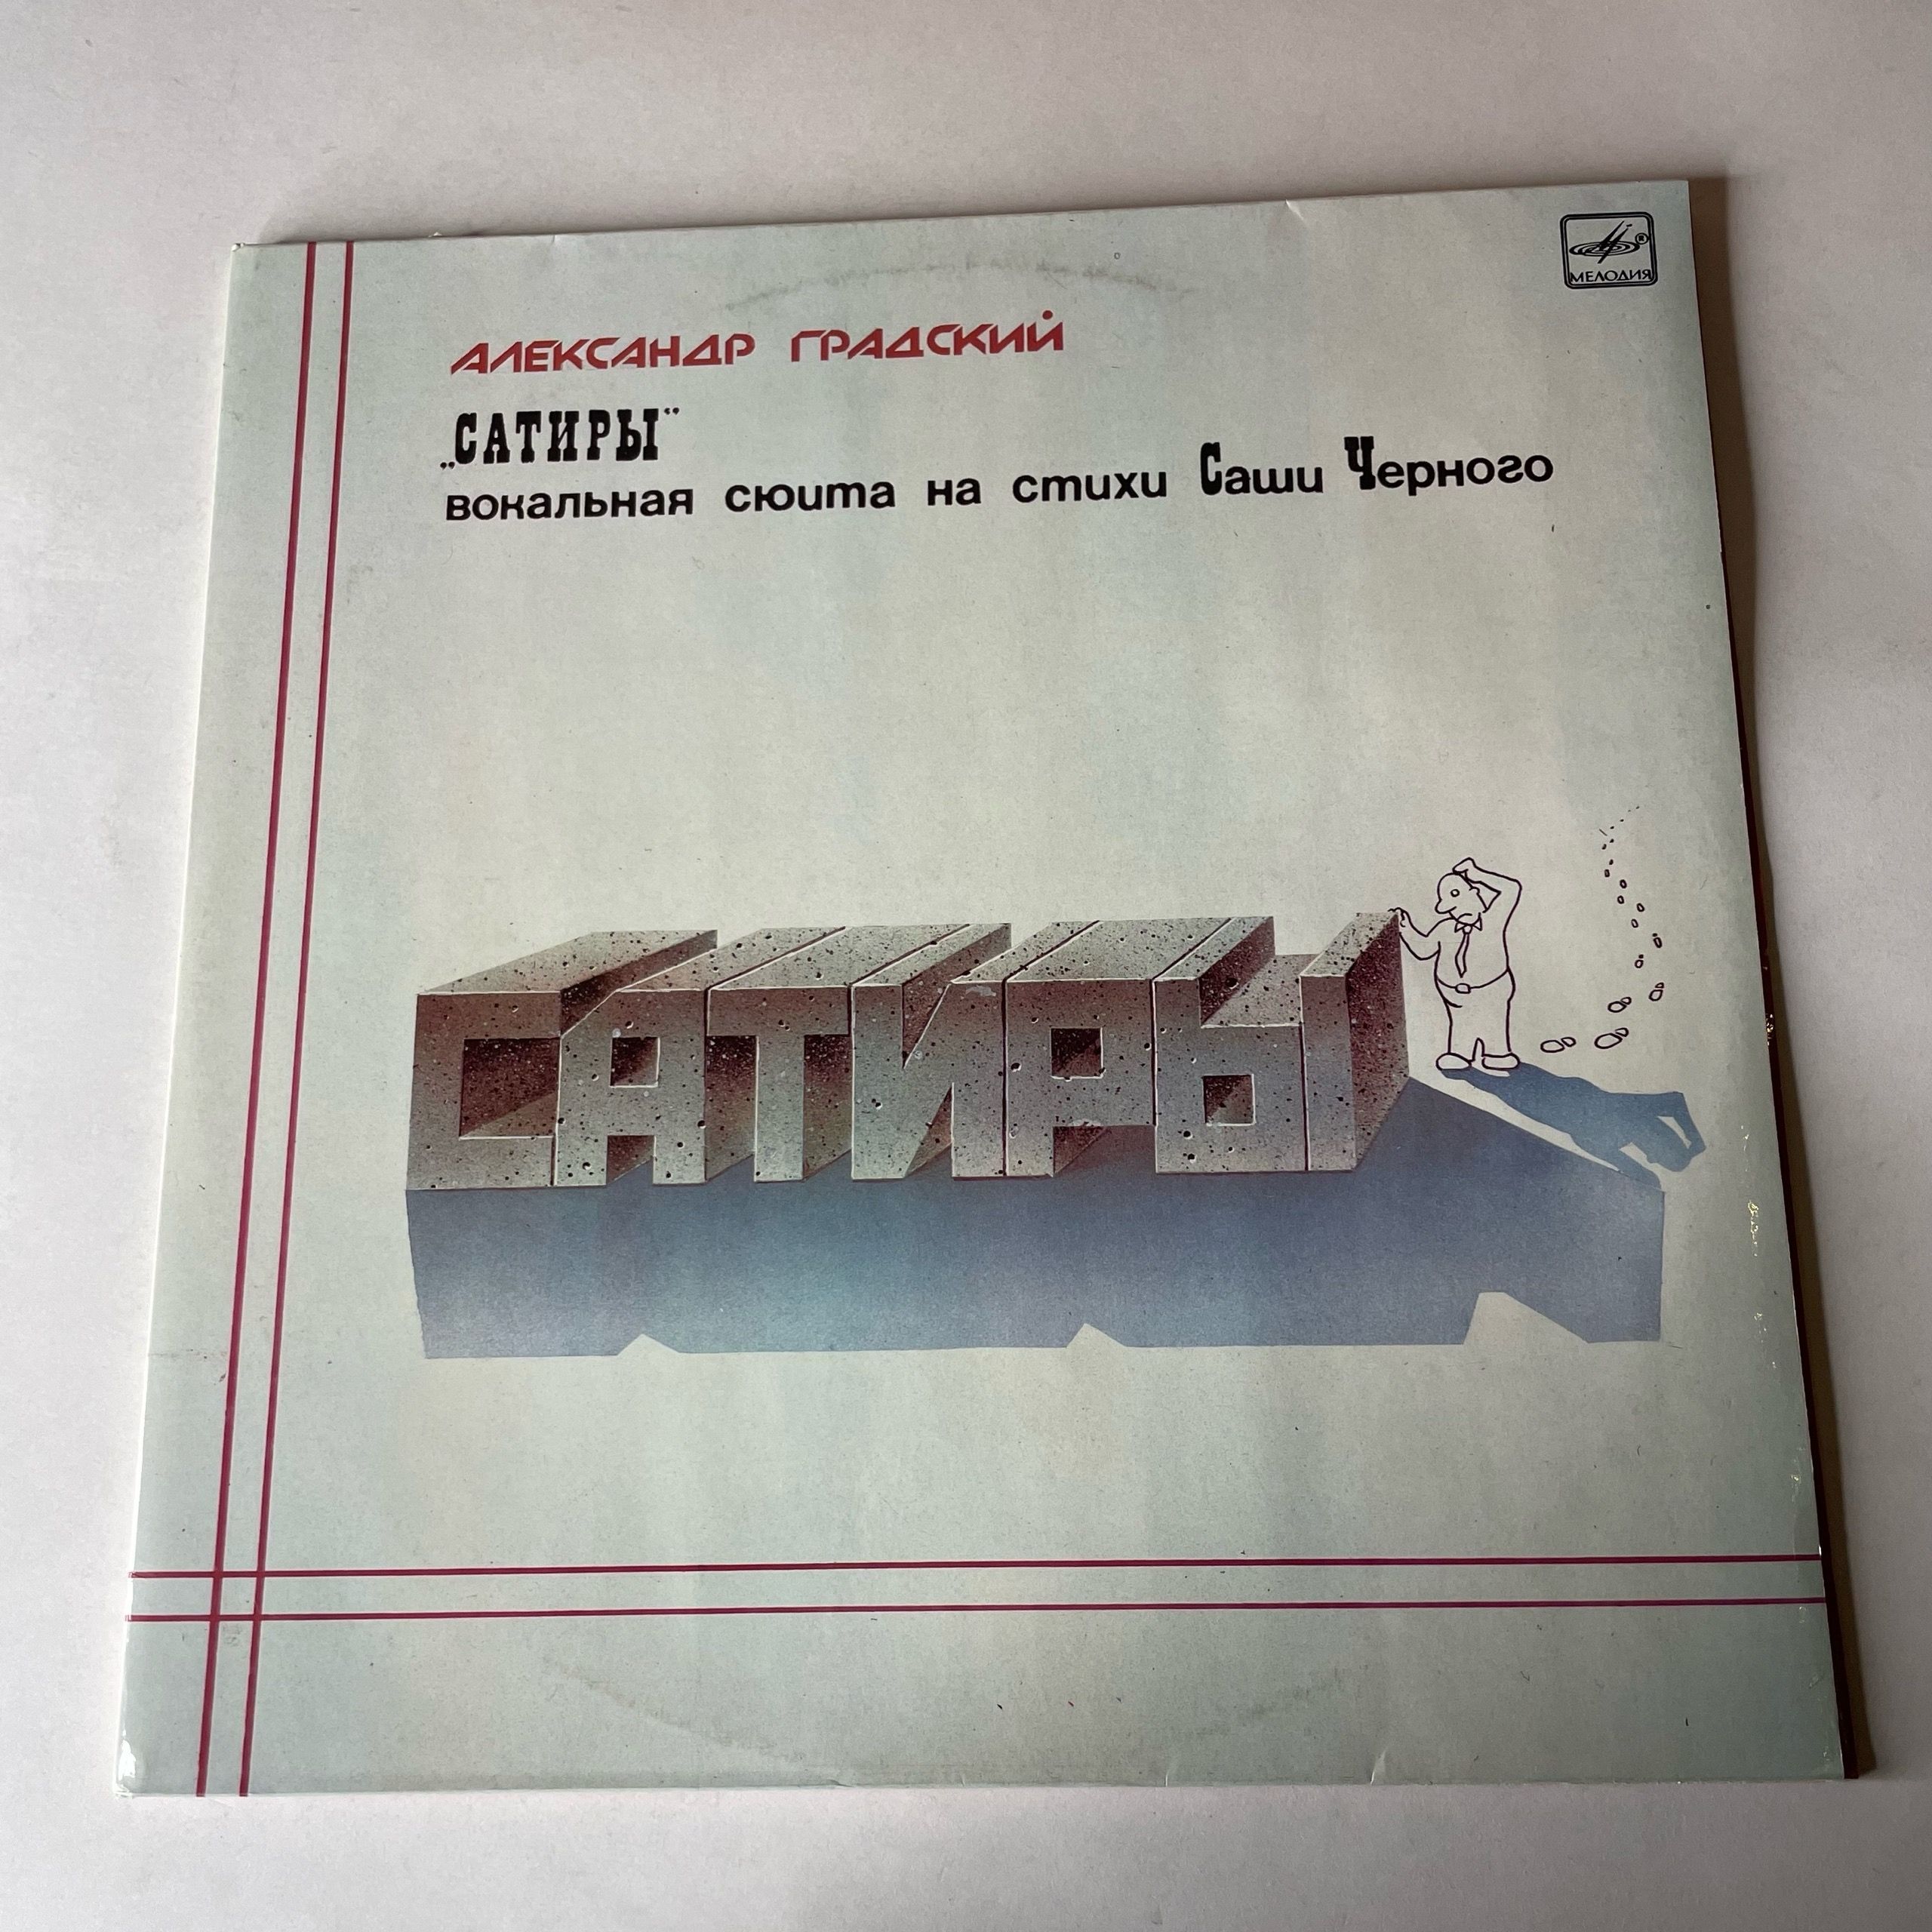 МЕЛОДИЯ
АЛЕКСАНДР ГРАДСКИЙ
„САТИРЫ“
вокальная сюита на стихи Саши Черного
САТИРЫ